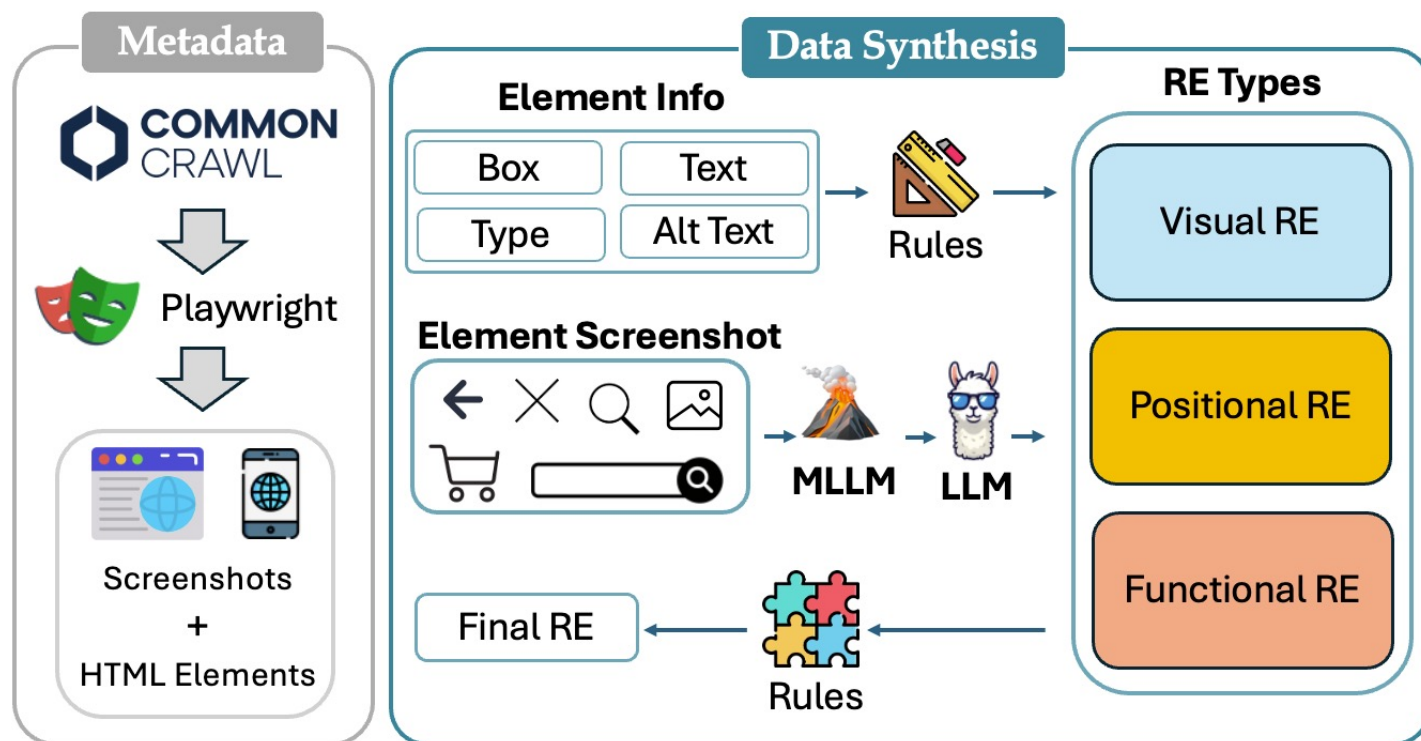 Metadata
COMMON
CRAWL
Playwright
Screenshots
+
HTML Elements
Data Synthesis
Element Info
Box
Text
Type
Alt Text
Rules
RE Types
Visual RE
Positional RE
Functional RE
Element Screenshot
MLLM
LLM
Final RE
Rules